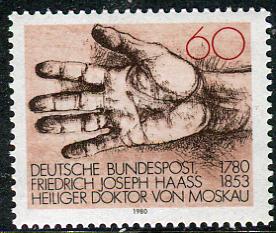 60
DEUTSCHE BUNDESPOST 1780
FRIEDRICH JOSEPH HAASS 1853
HEILIGER DOKTOR VON MOSKAU
1980